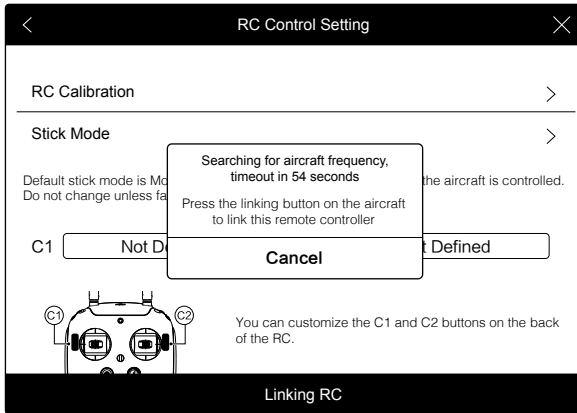 RC Control Setting
RC Calibration
Stick Mode
Searching for aircraft frequency,
timeout in 54 seconds
Press the linking button on the aircraft
to link this remote controller
Cancel
Default stick mode is the aircraft is controlled.
Do not change unless
C1 Not Defined
C1 C2
You can customize the C1 and C2 buttons on the back
of the RC.
Linking RC